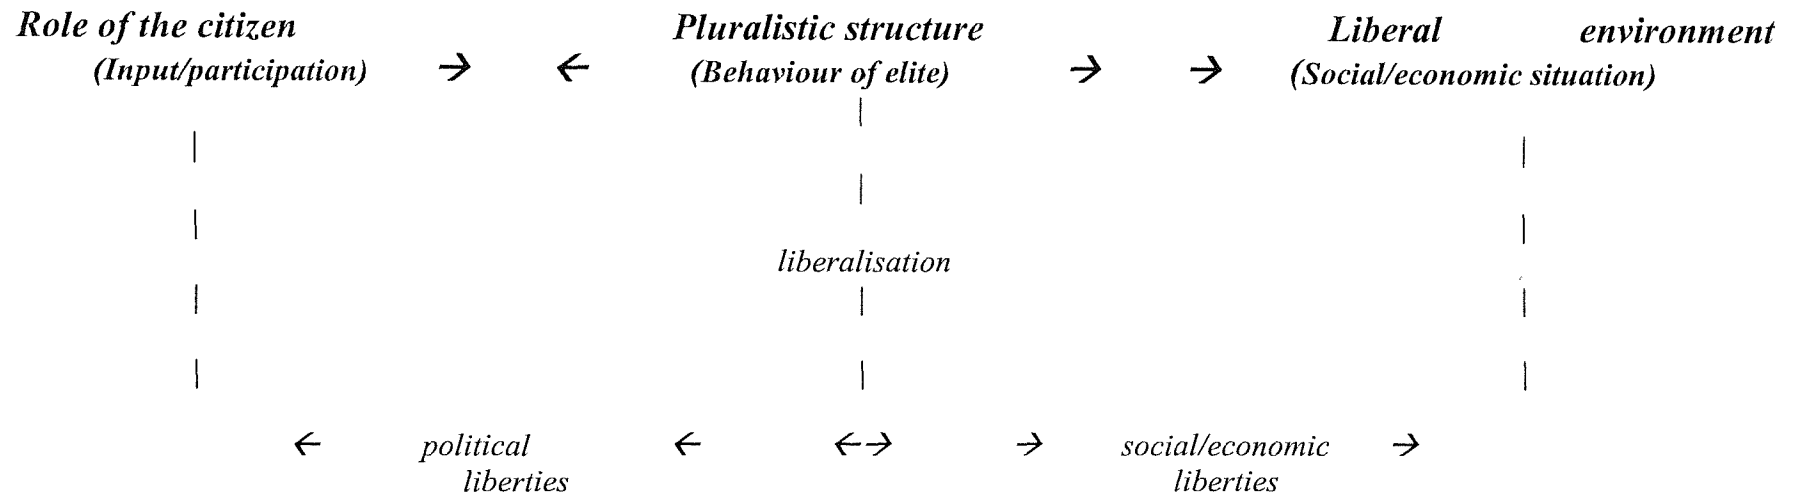 Role of the citizen Pluralistic structure Liberal environment
(Input/participation) → ← (Behaviour of elite) → → (Social/economic situation)
liberalisation
← political ← ←→ → social/economic →
liberties liberties